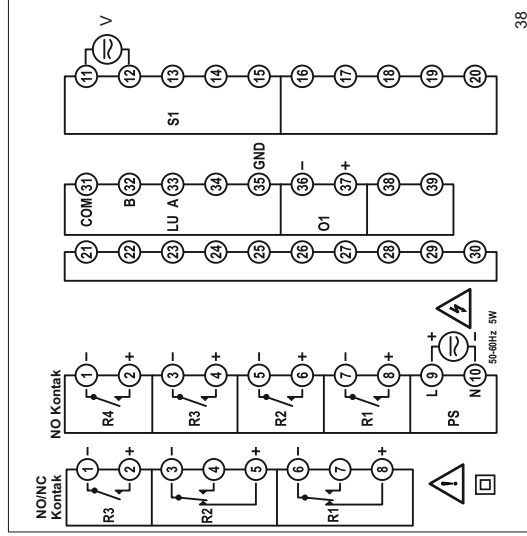 NO/NC
Kontak
R3
1 −
2 +
R2
3 −
4
5 +
R1
6 −
7
8 +
NO Kontak
R4
1 −
2 +
R3
3 −
4 +
R2
5 −
6 +
R1
7 −
8 +
PS
L 9 +
N 10 −
50-60Hz 5W
21
22
23
24
25
26
27
28
29
30
COM 31
B 32
LU A 33
34
35 GND
O1
36 −
37 +
38
39
S1
11
12
V
13
14
15
16
17
18
19
20
38